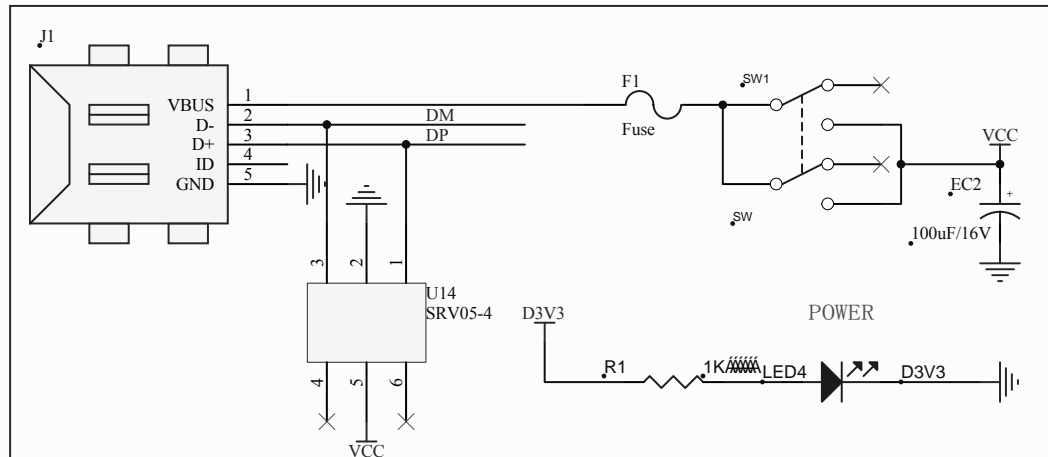 J1
VBUS 1
D- 2
D+ 3
ID 4
GND 5
DM
DP
F1
Fuse
SW1
SW
VCC
EC2
+
100uF/16V
3 2 1
U14
SRV05-4
4 5 6
VCC
POWER
D3V3
R1
1KÁÍÍÍÍÍ
LED4
D3V3